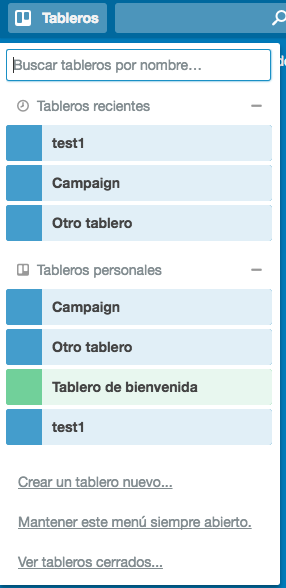 Tableros
Buscar tableros por nombre…
Tableros recientes
test1
Campaign
Otro tablero
Tableros personales
Campaign
Otro tablero
Tablero de bienvenida
test1
Crear un tablero nuevo...
Mantener este menú siempre abierto.
Ver tableros cerrados...